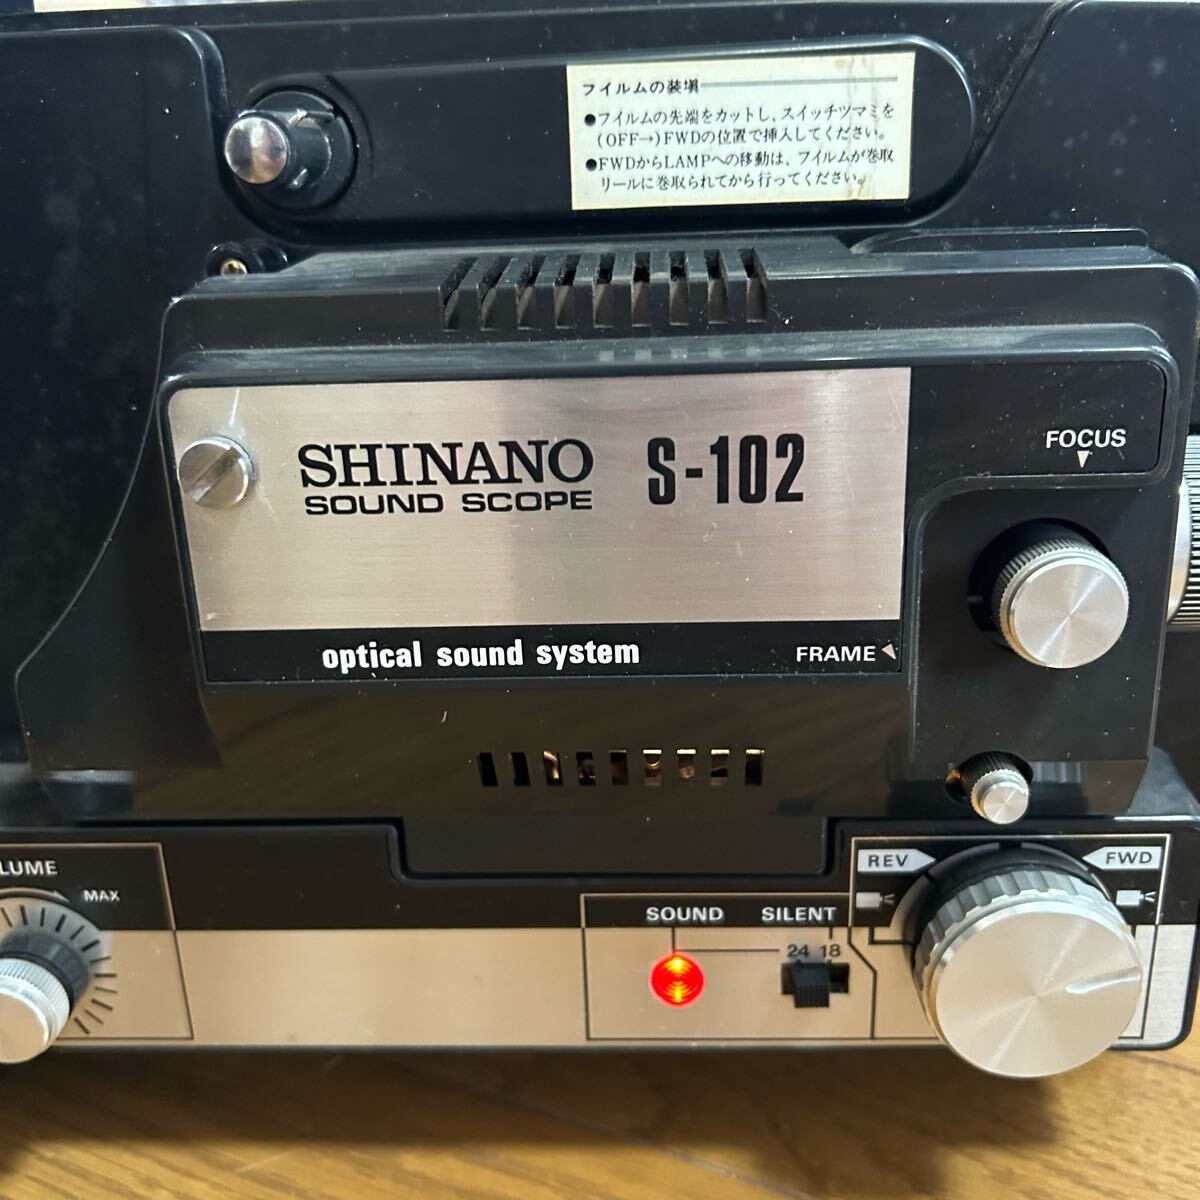 フイルムの装塡
●フイルムの先端をカットし、スイッチツマミを
(OFF→)FWDの位置で挿入してください。
●FWDからLAMPへの移動は、フイルムが巻取
リールに巻取られてから行ってください。
SHINANO S-102
SOUND SCOPE
FOCUS
optical sound system
FRAME
LUME
MAX
SOUND SILENT
24 18
REV
FWD